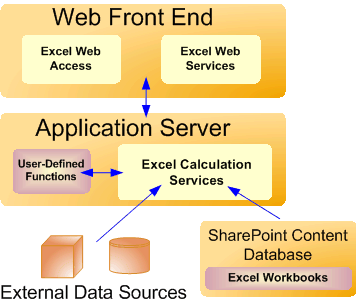 Web Front End
Excel Web
Access
Excel Web
Services
Application Server
User-Defined
Functions
Excel Calculation
Services
SharePoint Content
Database
Excel Workbooks
External Data Sources